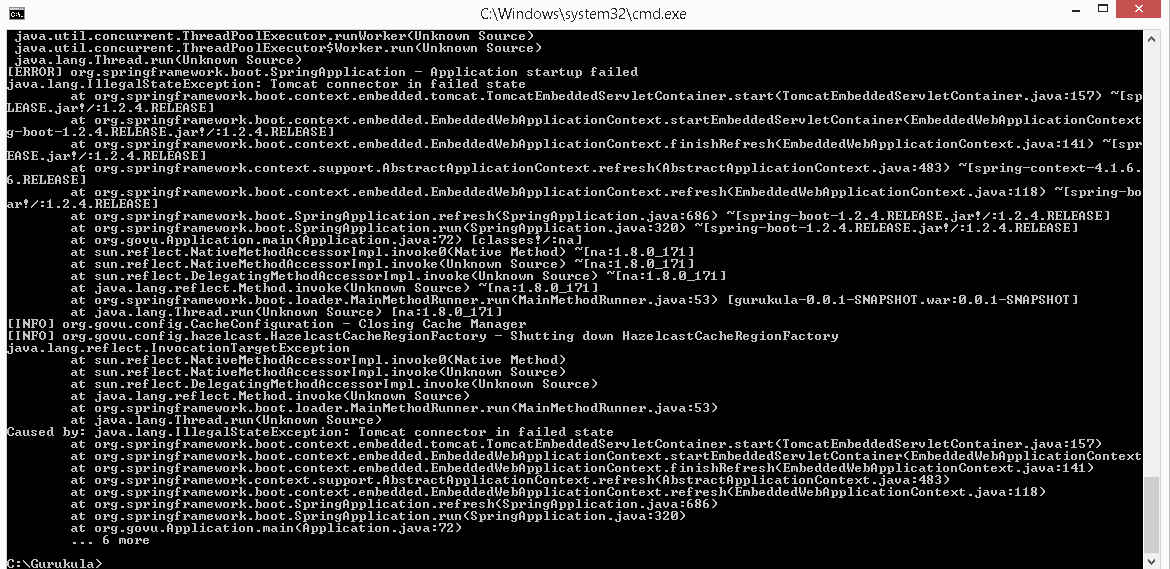 C:\Windows\system32\cmd.exe
java.util.concurrent.ThreadPoolExecutor.runWorker(Unknown Source)
java.util.concurrent.ThreadPoolExecutor$Worker.run(Unknown Source)
java.lang.Thread.run(Unknown Source)
[ERROR] org.springframework.boot.SpringApplication - Application startup failed
java.lang.IllegalStateException: Tomcat connector in failed state
at org.springframework.boot.context.embedded.tomcat.TomcatEmbeddedServletContainer.start(TomcatEmbeddedServletContainer.java:157) ~[sp
LEASE.jar!/:1.2.4.RELEASE]
at org.springframework.boot.context.embedded.EmbeddedWebApplicationContext.startEmbeddedServletContainer(EmbeddedWebApplicationContext
g-boot-1.2.4.RELEASE.jar!/:1.2.4.RELEASE]
at org.springframework.boot.context.embedded.EmbeddedWebApplicationContext.finishRefresh(EmbeddedWebApplicationContext.java:141) ~[spr
EASE.jar!/:1.2.4.RELEASE]
at org.springframework.context.support.AbstractApplicationContext.refresh(AbstractApplicationContext.java:483) ~[spring-context-4.1.6.
6.RELEASE]
at org.springframework.boot.context.embedded.EmbeddedWebApplicationContext.refresh(EmbeddedWebApplicationContext.java:118) ~[spring-bo
ar!/:1.2.4.RELEASE]
at org.springframework.boot.SpringApplication.refresh(SpringApplication.java:686) ~[spring-boot-1.2.4.RELEASE.jar!/:1.2.4.RELEASE]
at org.springframework.boot.SpringApplication.run(SpringApplication.java:320) ~[spring-boot-1.2.4.RELEASE.jar!/:1.2.4.RELEASE]
at org.govu.Application.main(Application.java:72) [classes!/:na]
at sun.reflect.NativeMethodAccessorImpl.invoke0(Native Method) ~[na:1.8.0_171]
at sun.reflect.NativeMethodAccessorImpl.invoke(Unknown Source) ~[na:1.8.0_171]
at sun.reflect.DelegatingMethodAccessorImpl.invoke(Unknown Source) ~[na:1.8.0_171]
at java.lang.reflect.Method.invoke(Unknown Source) ~[na:1.8.0_171]
at org.springframework.boot.loader.MainMethodRunner.run(MainMethodRunner.java:53) [gurukula-0.0.1-SNAPSHOT.war:0.0.1-SNAPSHOT]
at java.lang.Thread.run(Unknown Source) [na:1.8.0_171]
[INFO] org.govu.config.CacheConfiguration - Closing Cache Manager
[INFO] org.govu.config.hazelcast.HazelcastCacheRegionFactory - Shutting down HazelcastCacheRegionFactory
java.lang.reflect.InvocationTargetException
at sun.reflect.NativeMethodAccessorImpl.invoke0(Native Method)
at sun.reflect.NativeMethodAccessorImpl.invoke(Unknown Source)
at sun.reflect.DelegatingMethodAccessorImpl.invoke(Unknown Source)
at java.lang.reflect.Method.invoke(Unknown Source)
at org.springframework.boot.loader.MainMethodRunner.run(MainMethodRunner.java:53)
at java.lang.Thread.run(Unknown Source)
Caused by: java.lang.IllegalStateException: Tomcat connector in failed state
at org.springframework.boot.context.embedded.tomcat.TomcatEmbeddedServletContainer.start(TomcatEmbeddedServletContainer.java:157)
at org.springframework.boot.context.embedded.EmbeddedWebApplicationContext.startEmbeddedServletContainer(EmbeddedWebApplicationContext
at org.springframework.boot.context.embedded.EmbeddedWebApplicationContext.finishRefresh(EmbeddedWebApplicationContext.java:141)
at org.springframework.context.support.AbstractApplicationContext.refresh(AbstractApplicationContext.java:483)
at org.springframework.boot.context.embedded.EmbeddedWebApplicationContext.refresh(EmbeddedWebApplicationContext.java:118)
at org.springframework.boot.SpringApplication.refresh(SpringApplication.java:686)
at org.springframework.boot.SpringApplication.run(SpringApplication.java:320)
at org.govu.Application.main(Application.java:72)
... 6 more
C:\Gurukula>